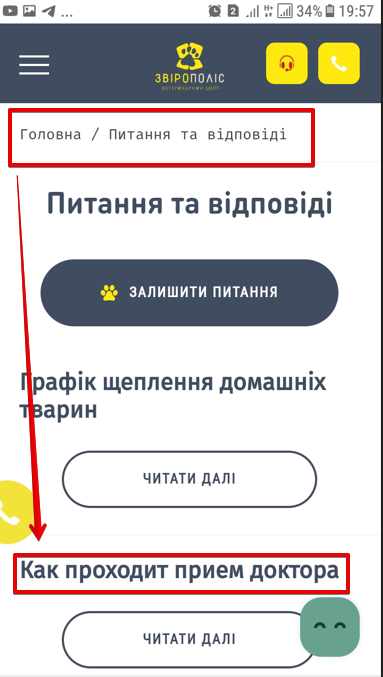 ... 2 H+ 34% 19:57
ЗВІРОПОЛІС
ВЕТЕРИНАРНИЙ ЦЕНТР
Головна / Питання та відповіді
Питання та відповіді
ЗАЛИШИТИ ПИТАННЯ
Графік щеплення домашніх
тварин
ЧИТАТИ ДАЛІ
Как проходит прием доктора
ЧИТАТИ ДАЛІ